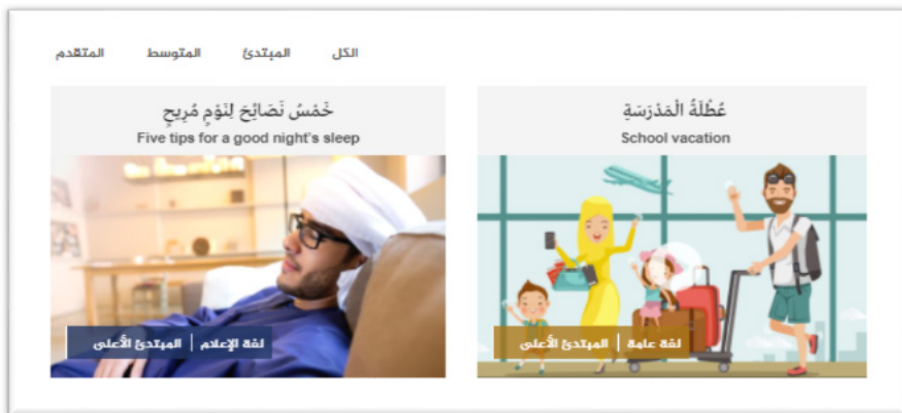 الكل المبتدئ المتوسط المتقدم
عُطْلَةُ الْمَدْرَسَةِ
School vacation
لغة عامة | المبتدئ الأعلى
خَمْسُ نَصَائِحَ لِنَوْمٍ مُرِيحٍ
Five tips for a good night's sleep
لغة الإعلام | المبتدئ الأعلى